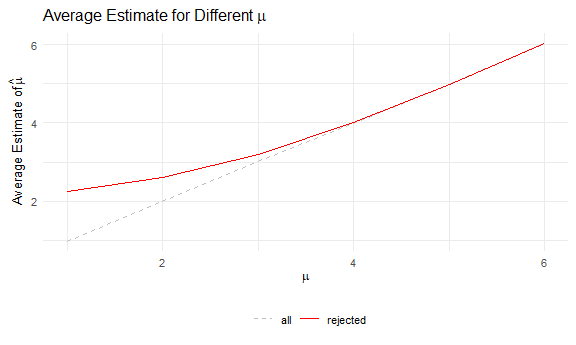 Average Estimate for Different μ
Average Estimate of μ̂
6
4
2
2
4
6
μ
all
rejected